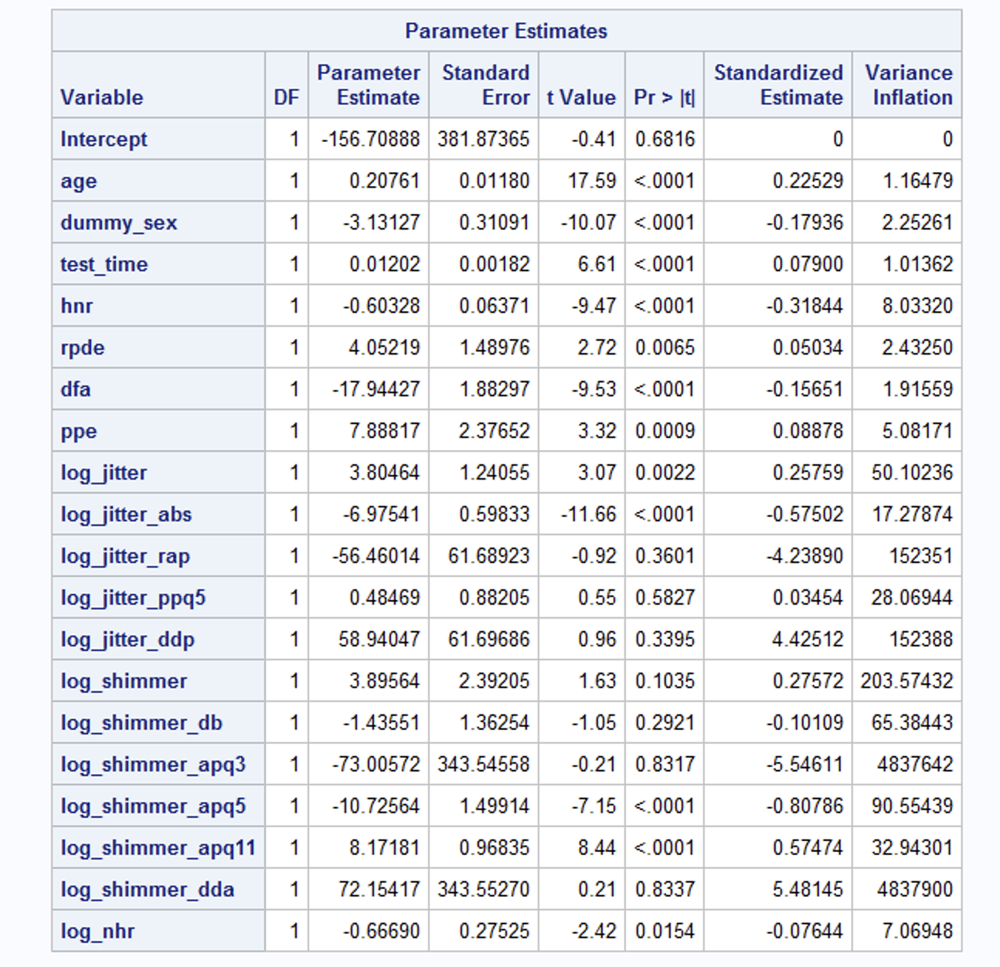 Parameter Estimates
Variable DF Parameter Estimate Standard Error t Value Pr > |t| Standardized Estimate Variance Inflation
Intercept 1 -156.70888 381.87365 -0.41 0.6816 0 0
age 1 0.20761 0.01180 17.59 <.0001 0.22529 1.16479
dummy_sex 1 -3.13127 0.31091 -10.07 <.0001 -0.17936 2.25261
test_time 1 0.01202 0.00182 6.61 <.0001 0.07900 1.01362
hnr 1 -0.60328 0.06371 -9.47 <.0001 -0.31844 8.03320
rpde 1 4.05219 1.48976 2.72 0.0065 0.05034 2.43250
dfa 1 -17.94427 1.88297 -9.53 <.0001 -0.15651 1.91559
ppe 1 7.88817 2.37652 3.32 0.0009 0.08878 5.08171
log_jitter 1 3.80464 1.24055 3.07 0.0022 0.25759 50.10236
log_jitter_abs 1 -6.97541 0.59833 -11.66 <.0001 -0.57502 17.27874
log_jitter_rap 1 -56.46014 61.68923 -0.92 0.3601 -4.23890 152351
log_jitter_ppq5 1 0.48469 0.88205 0.55 0.5827 0.03454 28.06944
log_jitter_ddp 1 58.94047 61.69686 0.96 0.3395 4.42512 152388
log_shimmer 1 3.89564 2.39205 1.63 0.1035 0.27572 203.57432
log_shimmer_db 1 -1.43551 1.36254 -1.05 0.2921 -0.10109 65.38443
log_shimmer_apq3 1 -73.00572 343.54558 -0.21 0.8317 -5.54611 4837642
log_shimmer_apq5 1 -10.72564 1.49914 -7.15 <.0001 -0.80786 90.55439
log_shimmer_apq11 1 8.17181 0.96835 8.44 <.0001 0.57474 32.94301
log_shimmer_dda 1 72.15417 343.55270 0.21 0.8337 5.48145 4837900
log_nhr 1 -0.66690 0.27525 -2.42 0.0154 -0.07644 7.06948